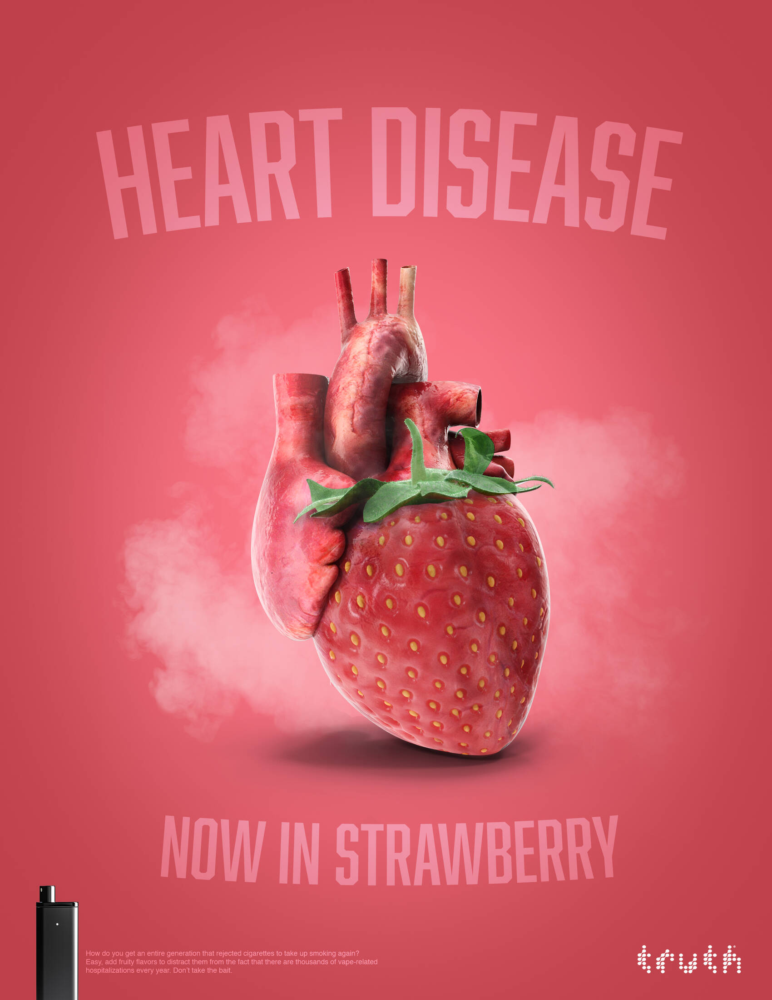 HEART DISEASE
NOW IN STRAWBERRY
How do you get an entire generation that rejected cigarettes to take up smoking again?
Easy, add fruity flavors to distract them from the fact that there are thousands of vape-related
hospitalizations every year. Don't take the bait.
truth